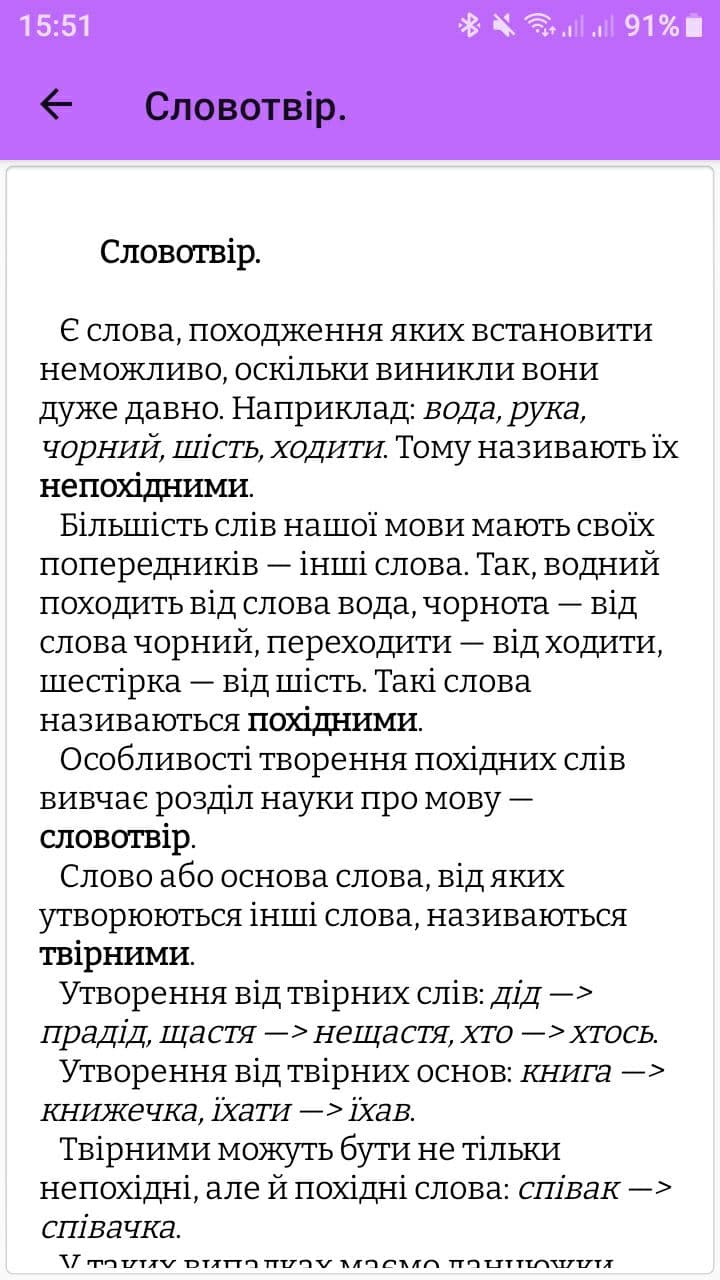 15:51
91%
Словотвір.
Словотвір.
Є слова, походження яких встановити
неможливо, оскільки виникли вони
дуже давно. Наприклад: вода, рука,
чорний, шість, ходити. Тому називають їх
непохідними.
Більшість слів нашої мови мають своїх
попередників — інші слова. Так, водний
походить від слова вода, чорнота — від
слова чорний, переходити — від ходити,
шестірка — від шість. Такі слова
називаються похідними.
Особливості творення похідних слів
вивчає розділ науки про мову —
словотвір.
Слово або основа слова, від яких
утворюються інші слова, називаються
твірними.
Утворення від твірних слів: дід —>
прадід, щастя —> нещастя, хто —> хтось.
Утворення від твірних основ: книга —>
книжечка, їхати —> їхав.
Твірними можуть бути не тільки
непохідні, але й похідні слова: співак —>
співачка.
У таких випадках маємо ланцюжки